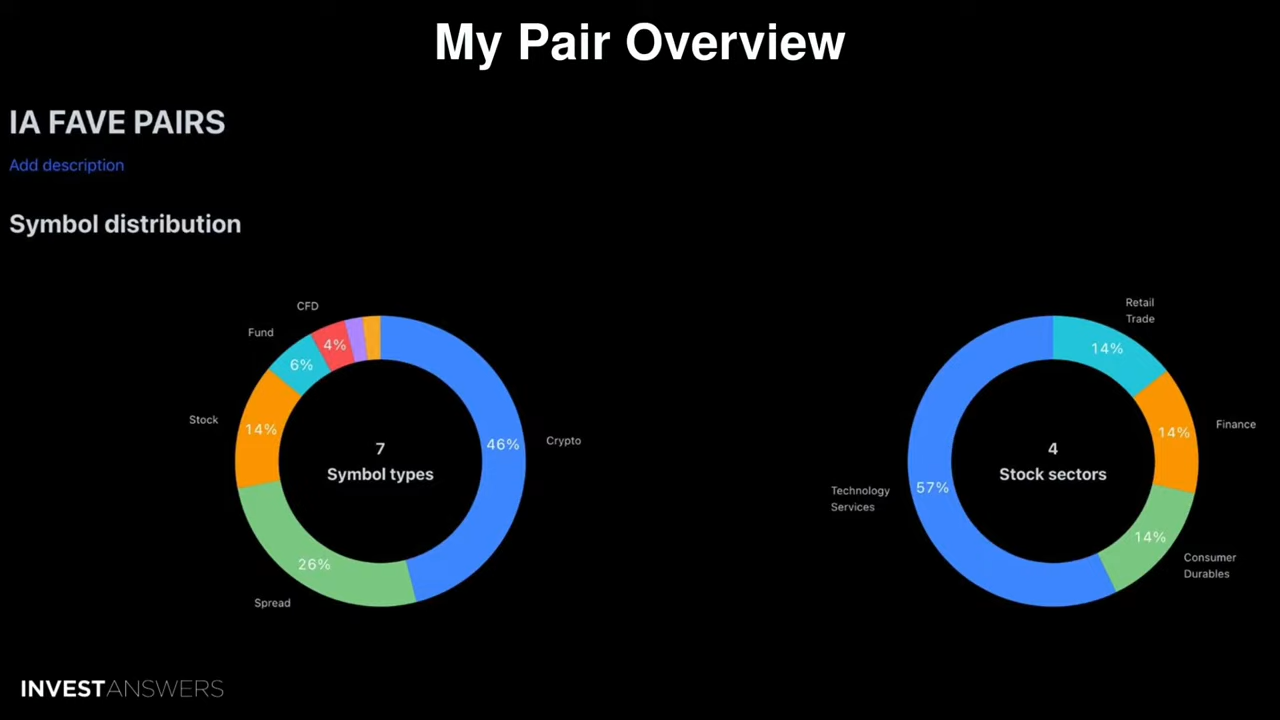 My Pair Overview
IA FAVE PAIRS
Add description
Symbol distribution
CFD
Fund
4%
6%
Stock
14%
46%
Crypto
7
Symbol types
26%
Spread
Retail
Trade
14%
Finance
14%
4
Stock sectors
Technology
Services
57%
14%
Consumer
Durables
INVESTANSWERS